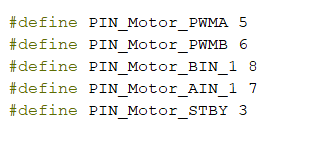 #define PIN_Motor_PWMA 5
#define PIN_Motor_PWMB 6
#define PIN_Motor_BIN_1 8
#define PIN_Motor_AIN_1 7
#define PIN_Motor_STBY 3